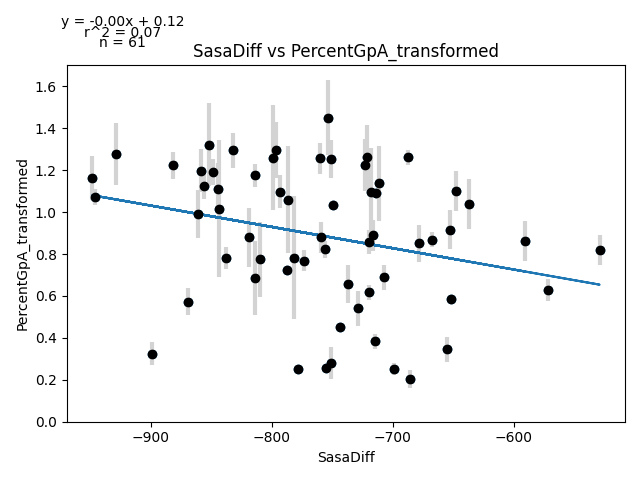 y = -0.00x + 0.12
r^2 = 0.07
n = 61
SasaDiff vs PercentGpA_transformed
PercentGpA_transformed
1.6
1.4
1.2
1.0
0.8
0.6
0.4
0.2
0.0
−900
−800
−700
−600
SasaDiff